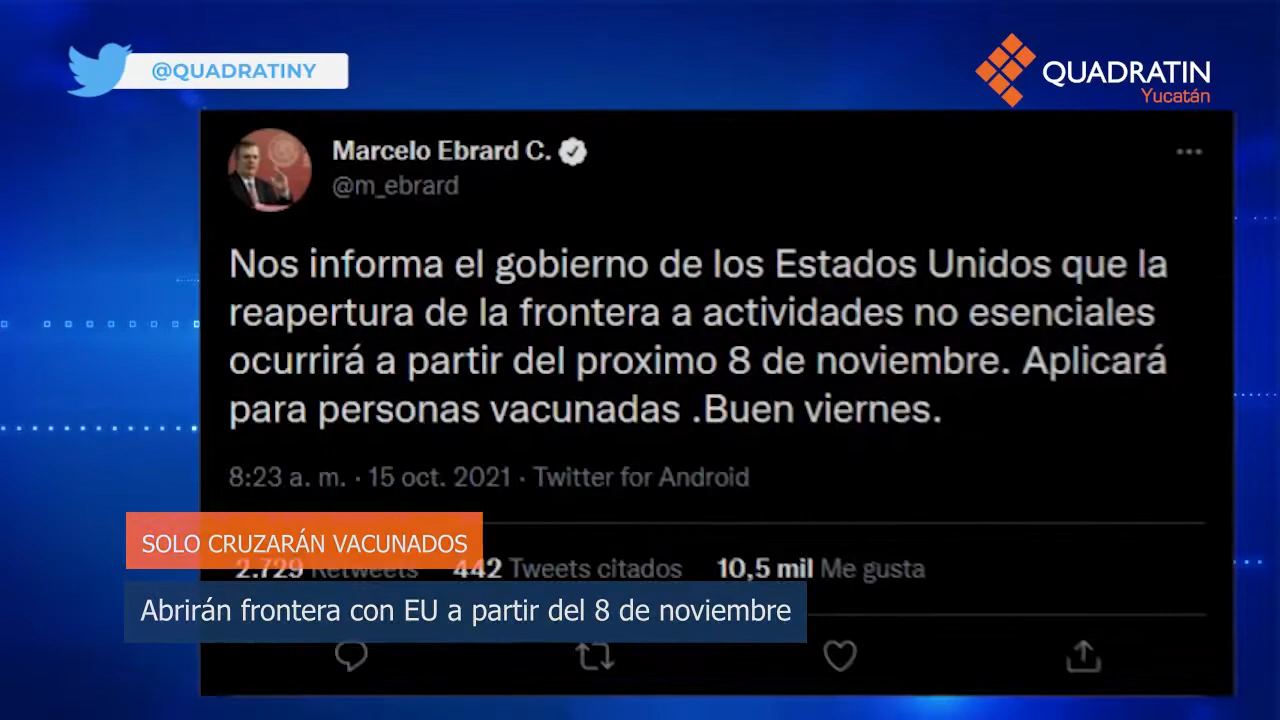 @QUADRATINY
QUADRATIN
Yucatán
Marcelo Ebrard C.
@m_ebrard
Nos informa el gobierno de los Estados Unidos que la
reapertura de la frontera a actividades no esenciales
ocurrirá a partir del proximo 8 de noviembre. Aplicará
para personas vacunadas .Buen viernes.
8:23 a. m. · 15 oct. 2021 · Twitter for Android
SOLO CRUZARÁN VACUNADOS
2.729 Retweets 442 Tweets citados 10,5 mil Me gusta
Abrirán frontera con EU a partir del 8 de noviembre